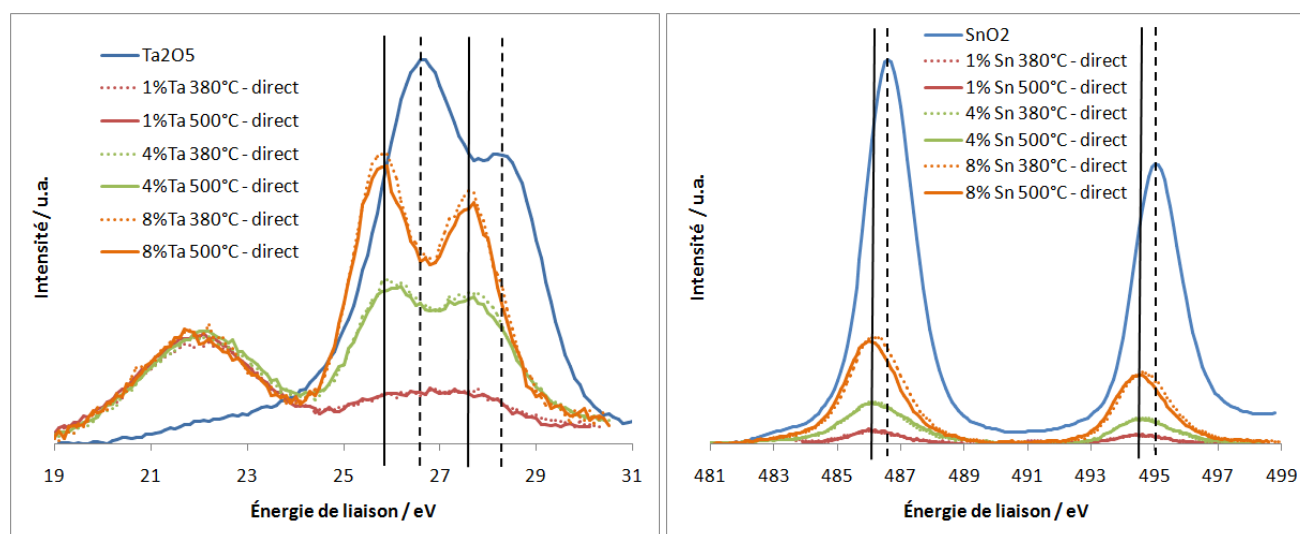 Ta2O5
1%Ta 380°C - direct
1%Ta 500°C - direct
4%Ta 380°C - direct
4%Ta 500°C - direct
8%Ta 380°C - direct
8%Ta 500°C - direct
Intensité / u.a.
19 21 23 25 27 29 31
Énergie de liaison / eV
SnO2
1% Sn 380°C - direct
1% Sn 500°C - direct
4% Sn 380°C - direct
4% Sn 500°C - direct
8% Sn 380°C - direct
8% Sn 500°C - direct
Intensité / u.a.
481 483 485 487 489 491 493 495 497 499
Énergie de liaison / eV